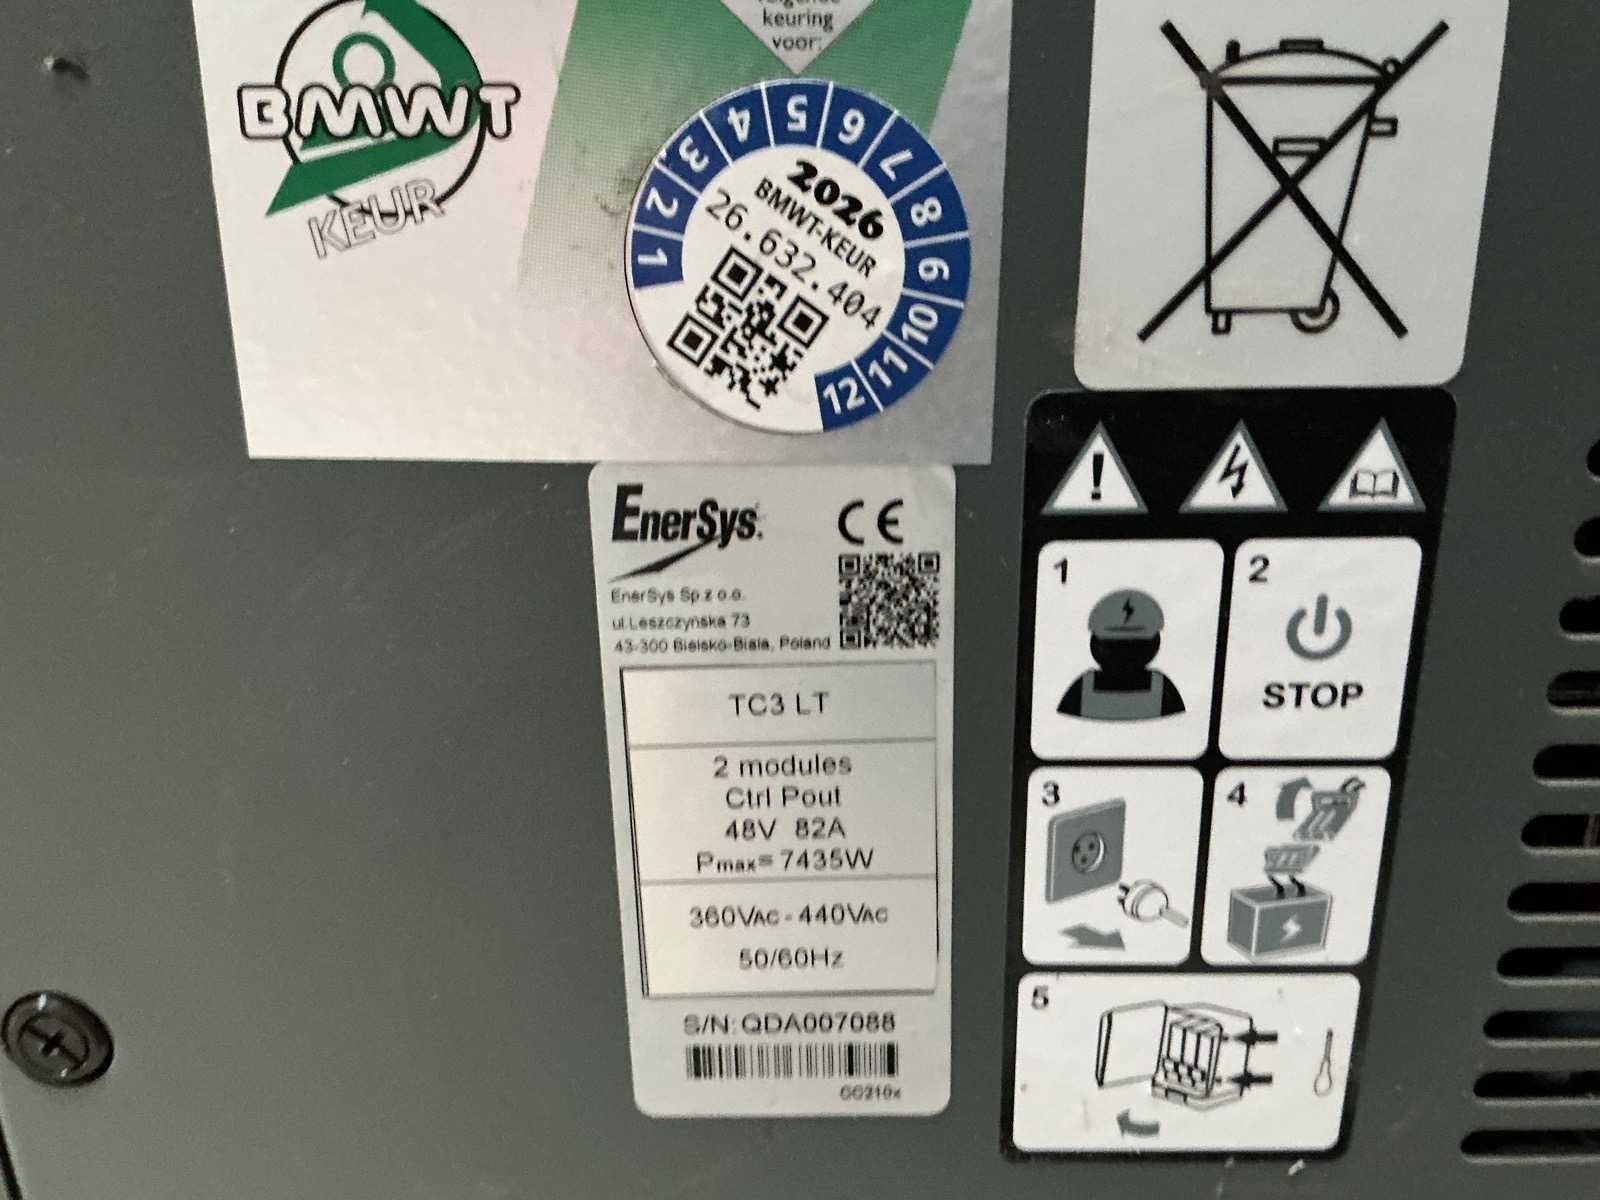 BMWT
KEUR
keuring
voor:
1 2 3 4 5 6 7 8 9 10 11 12
2026
BMWT-KEUR
26.632.404
EnerSys.
CE
EnerSys Sp z o.o.
ul.Leszczynska 73
43-300 Bielsko-Biala, Poland
TC3 LT
2 modules
Ctrl Pout
48V 82A
Pmax= 7435W
360VAC - 440VAC
50/60Hz
S/N: QDA007088
1
2
STOP
3
4
5